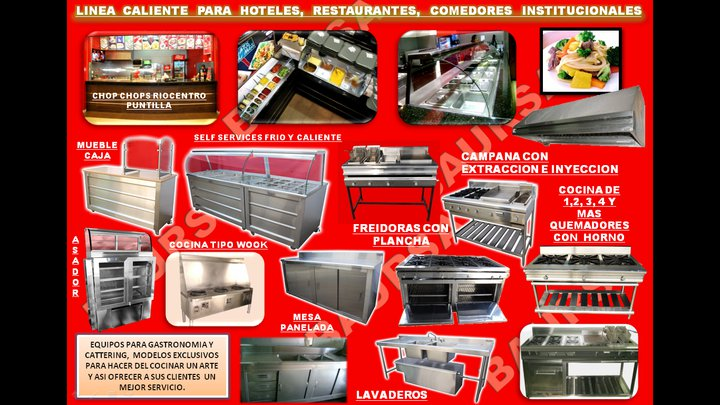 LINEA CALIENTE PARA HOTELES, RESTAURANTES, COMEDORES INSTITUCIONALES
CHOP CHOPS RIOCENTRO
PUNTILLA
MUEBLE
CAJA
SELF SERVICES FRIO Y CALIENTE
CAMPANA CON
EXTRACCION E INYECCION
FREIDORAS CON
PLANCHA
COCINA DE
1,2, 3, 4 Y
MAS
QUEMADORES
CON HORNO
ASADOR
COCINA TIPO WOOK
MESA
PANELADA
EQUIPOS PARA GASTRONOMIA Y
CATTERING, MODELOS EXCLUSIVOS
PARA HACER DEL COCINAR UN ARTE
Y ASI OFRECER A SUS CLIENTES UN
MEJOR SERVICIO.
LAVADEROS